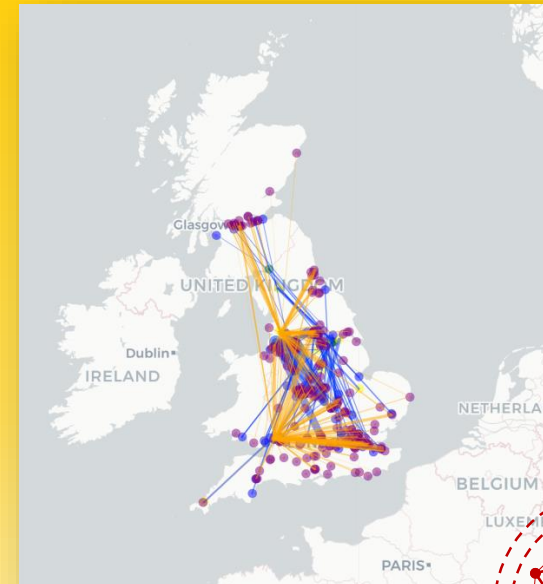 Glasgow
UNITED KINGDOM
Dublin
IRELAND
NETHERLA
BELGIUM
LUXEM
PARIS